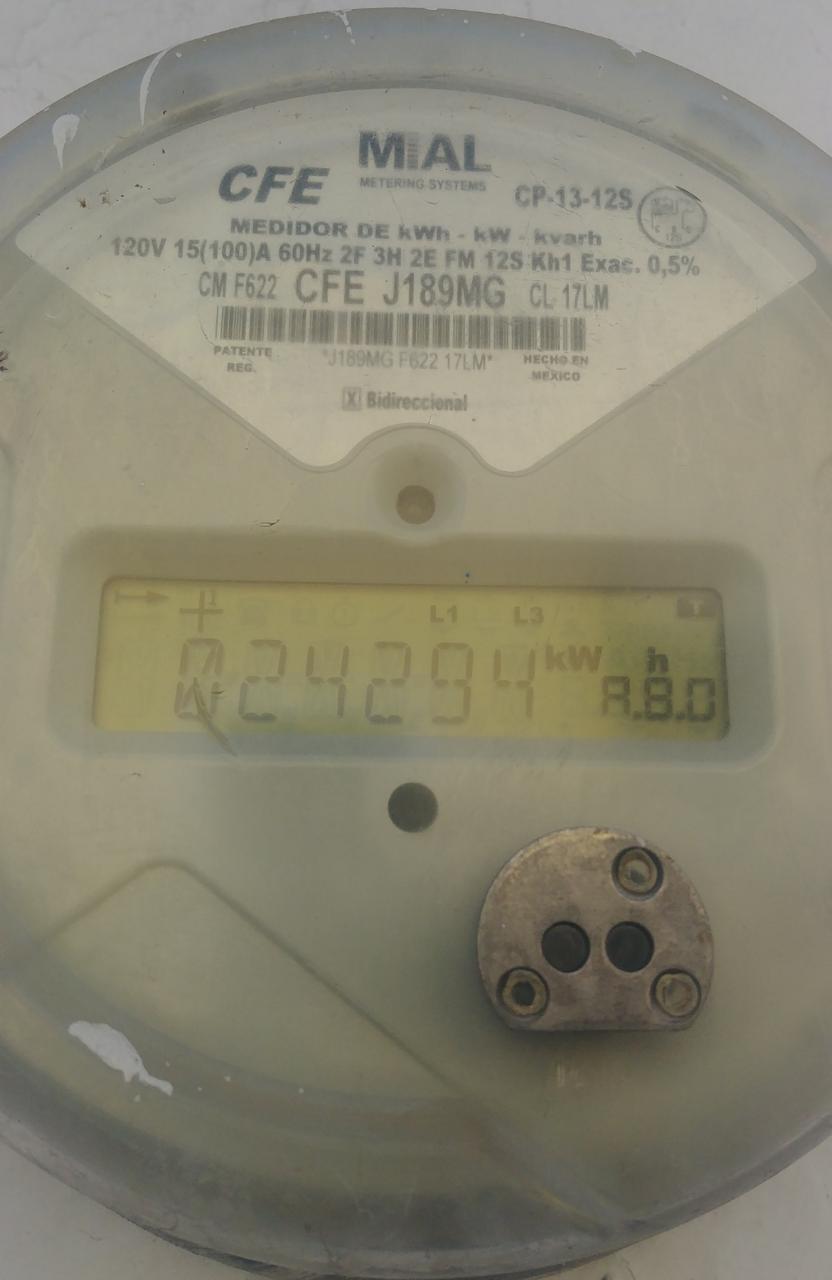 MIAL
METERING SYSTEMS
CFE
CP-13-12S
MEDIDOR DE kWh - kW - kvarh
120V 15(100)A 60Hz 2F 3H 2E FM 12S Kh1 Exac. 0,5%
CM F622 CFE J189MG CL 17LM
PATENTE REG.
*J189MG F622 17LM*
HECHO EN MEXICO
X Bidireccional
L1 L3 T
024294 kW h 8.8.0